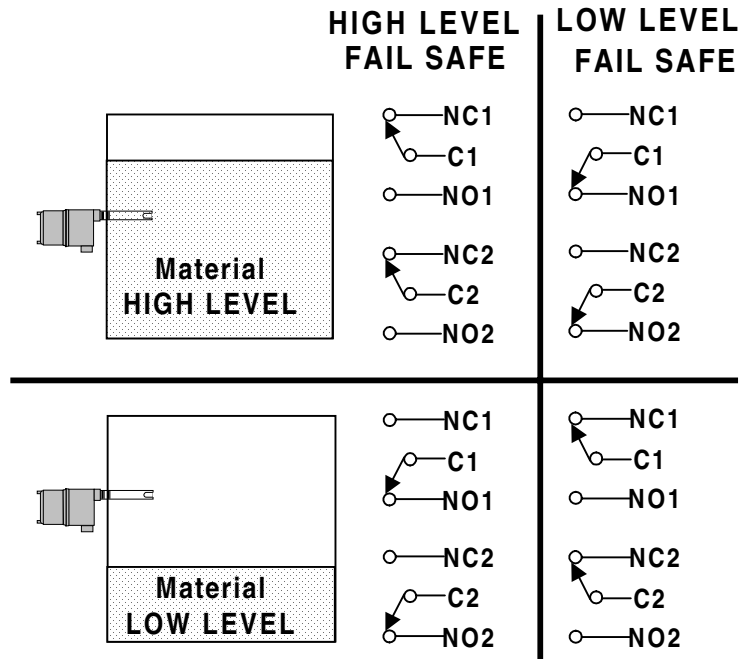 HIGH LEVEL
FAIL SAFE
LOW LEVEL
FAIL SAFE
NC1
C1
NO1
NC2
C2
NO2
NC1
C1
NO1
NC2
C2
NO2
Material
HIGH LEVEL
NC1
C1
NO1
NC2
C2
NO2
NC1
C1
NO1
NC2
C2
NO2
Material
LOW LEVEL